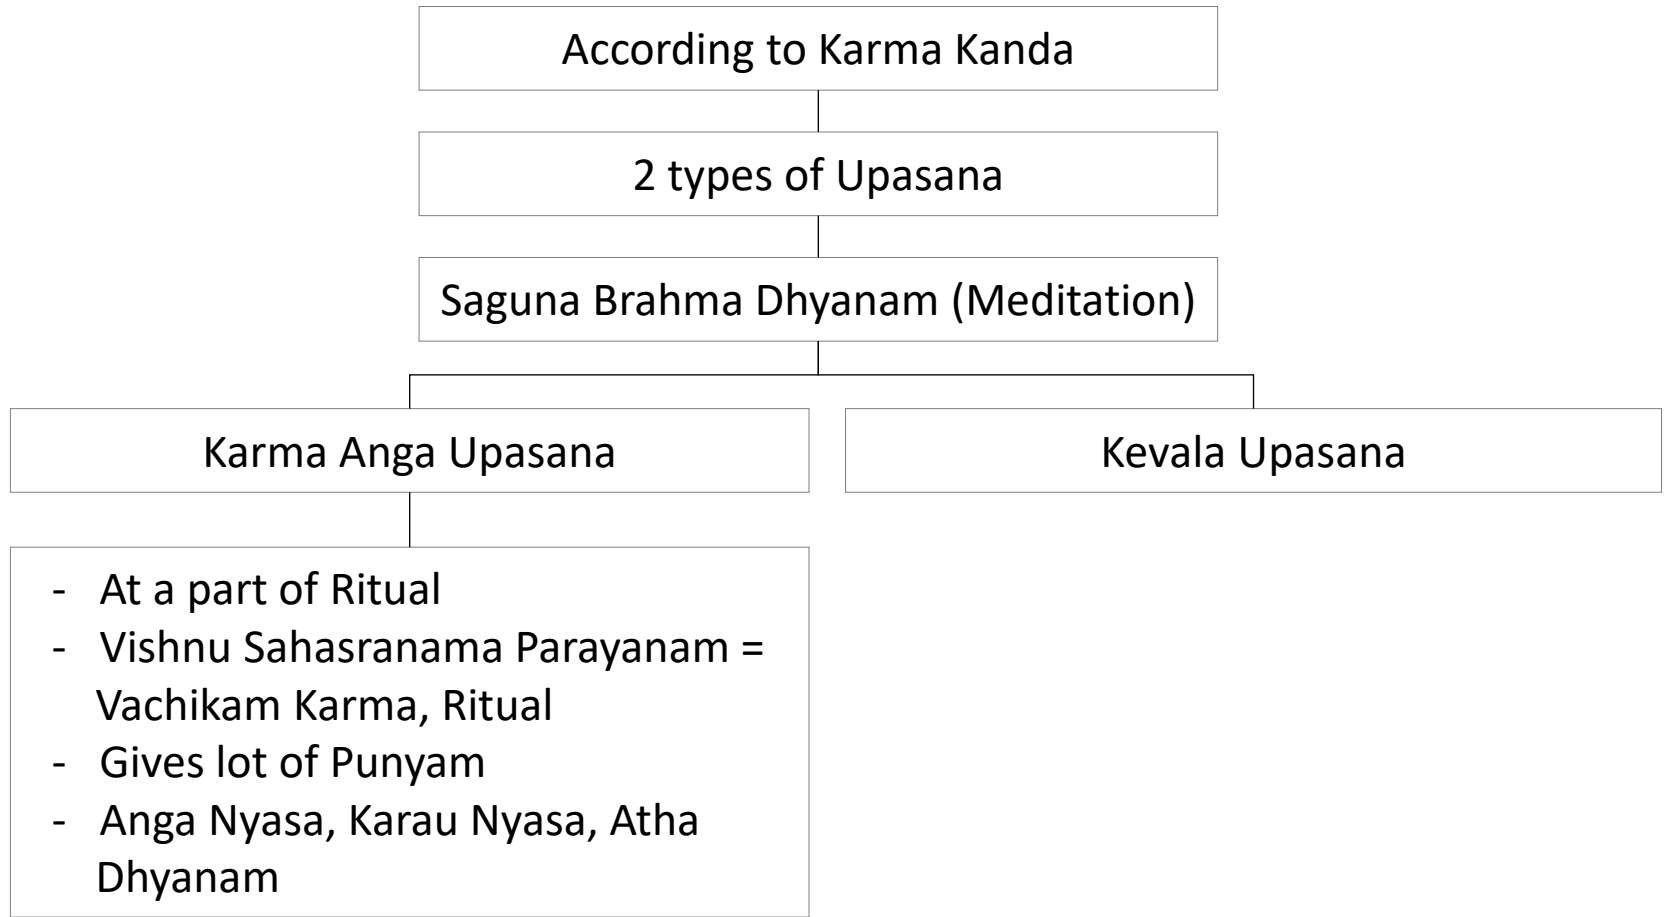 According to Karma Kanda
2 types of Upasana
Saguna Brahma Dhyanam (Meditation)
Karma Anga Upasana
Kevala Upasana
- At a part of Ritual
- Vishnu Sahasranama Parayanam =
Vachikam Karma, Ritual
- Gives lot of Punyam
- Anga Nyasa, Karau Nyasa, Atha
Dhyanam